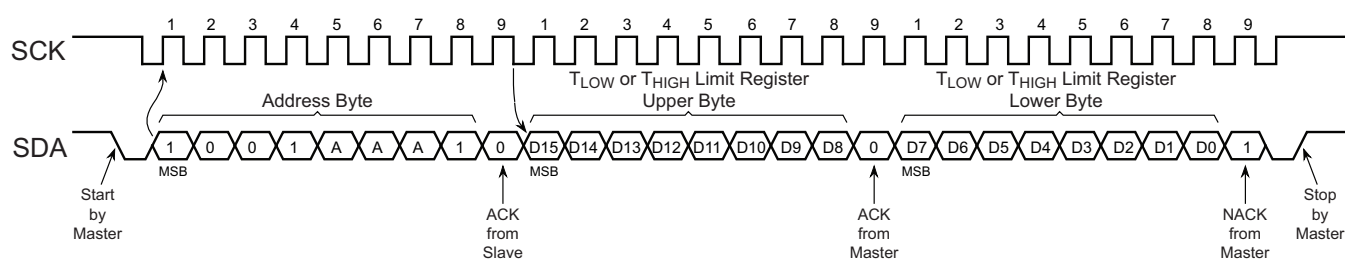 1 2 3 4 5 6 7 8 9 1 2 3 4 5 6 7 8 9 1 2 3 4 5 6 7 8 9
SCK
TLOW or THIGH Limit Register
Upper Byte
TLOW or THIGH Limit Register
Lower Byte
Address Byte
SDA
1 0 0 1 A A A 1 0 D15 D14 D13 D12 D11 D10 D9 D8 0 D7 D6 D5 D4 D3 D2 D1 D0 1
MSB
MSB
MSB
Start
by
Master
ACK
from
Slave
ACK
from
Master
NACK
from
Master
Stop
by
Master